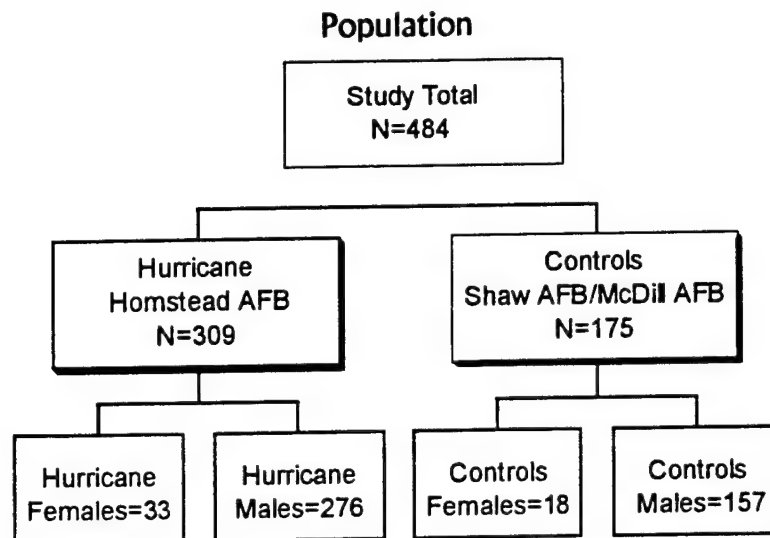 Population
Study Total
N=484
Hurricane
Homstead AFB
N=309
Controls
Shaw AFB/McDill AFB
N=175
Hurricane
Females=33
Hurricane
Males=276
Controls
Females=18
Controls
Males=157